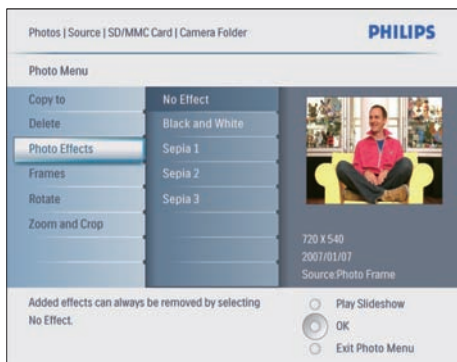 Photos | Source | SD/MMC Card | Camera Folder
PHILIPS
Photo Menu
Copy to
Delete
Photo Effects
Frames
Rotate
Zoom and Crop
No Effect
Black and White
Sepia 1
Sepia 2
Sepia 3
720 X 540
2007/01/07
Source:Photo Frame
Added effects can always be removed by selecting
No Effect.
Play Slideshow
OK
Exit Photo Menu